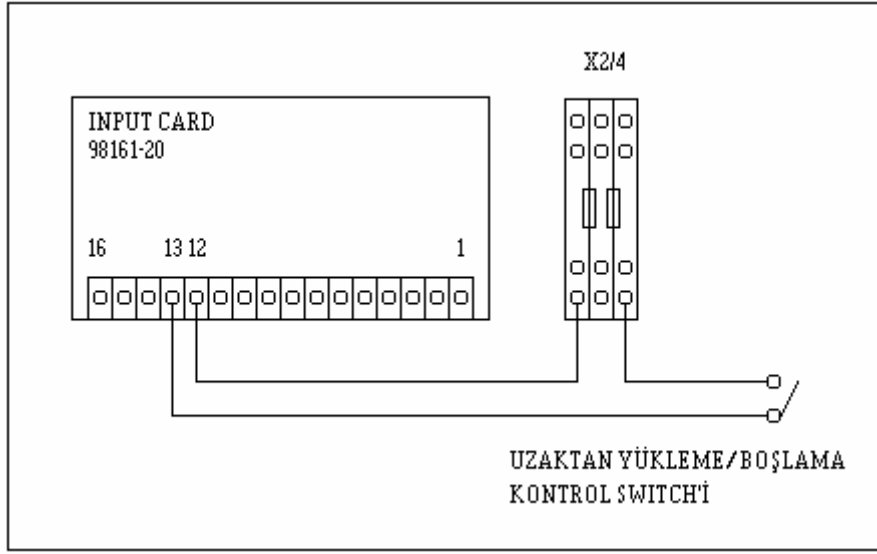 X2/4
INPUT CARD
98161-20
16 13 12 1
UZAKTAN YÜKLEME/BOŞLAMA
KONTROL SWITCH'İ